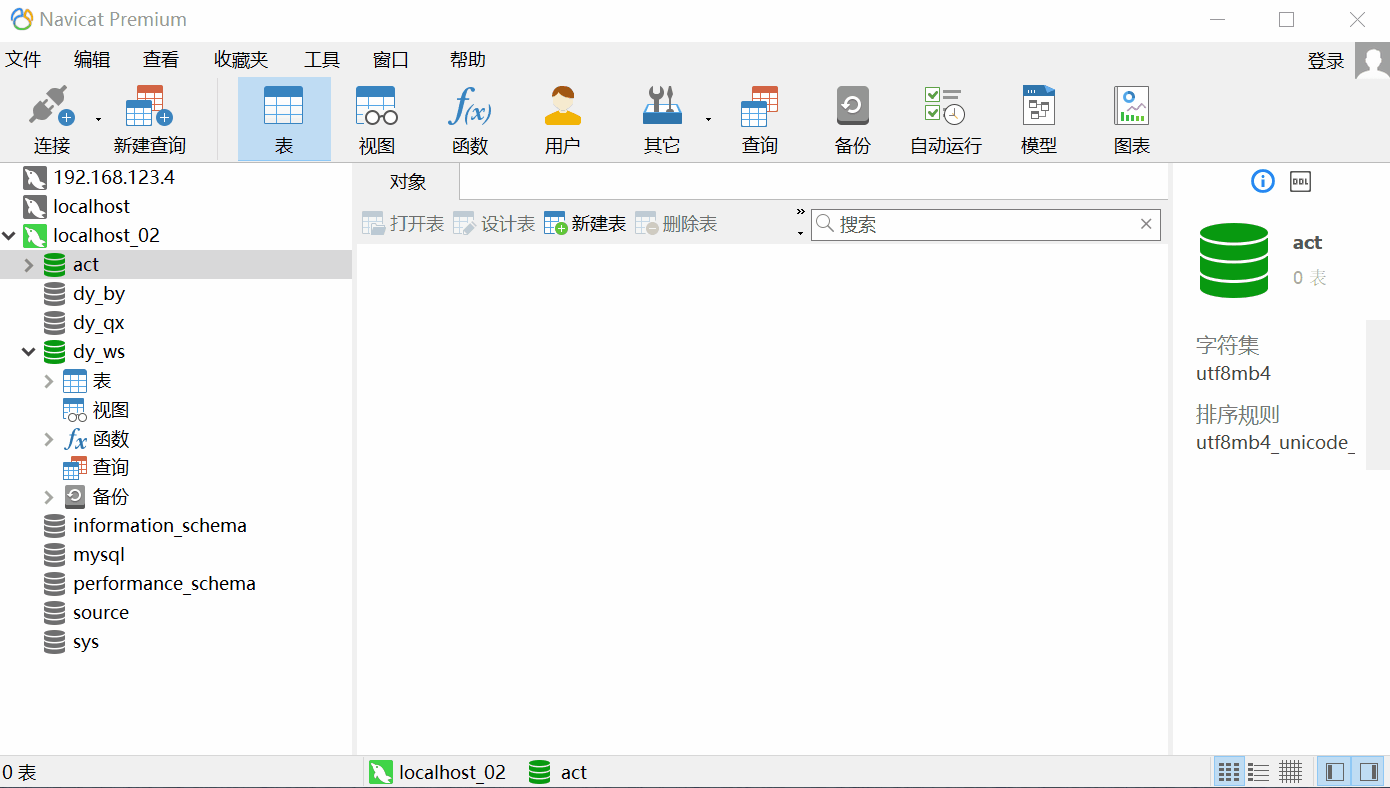 Navicat Premium
文件 编辑 查看 收藏夹 工具 窗口 帮助 登录
连接 新建查询 表 视图 函数 用户 其它 查询 备份 自动运行 模型 图表
192.168.123.4
localhost
localhost_02
act
dy_by
dy_qx
dy_ws
表
视图
函数
查询
备份
information_schema
mysql
performance_schema
source
sys
对象
打开表 设计表 新建表 删除表 搜索
DDL
act
0 表
字符集
utf8mb4
排序规则
utf8mb4_unicode_
0 表 localhost_02 act